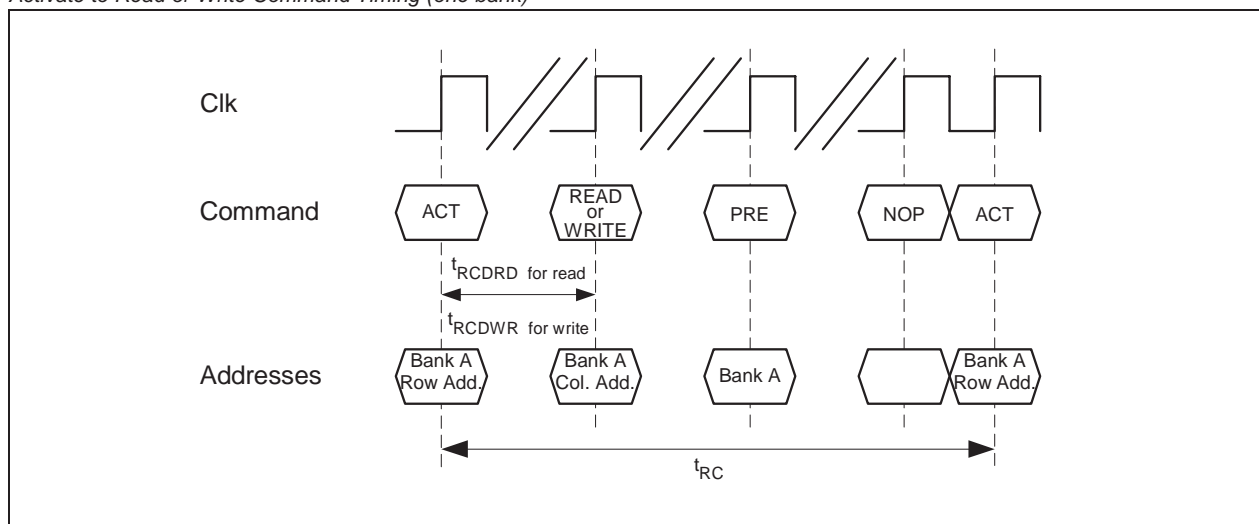 Activate to Read or Write Command Timing (one bank)
Clk
Command
ACT
READ
or
WRITE
PRE
NOP
ACT
tRCDRD for read
tRCDWR for write
Addresses
Bank A
Row Add.
Bank A
Col. Add.
Bank A
Bank A
Row Add.
tRC